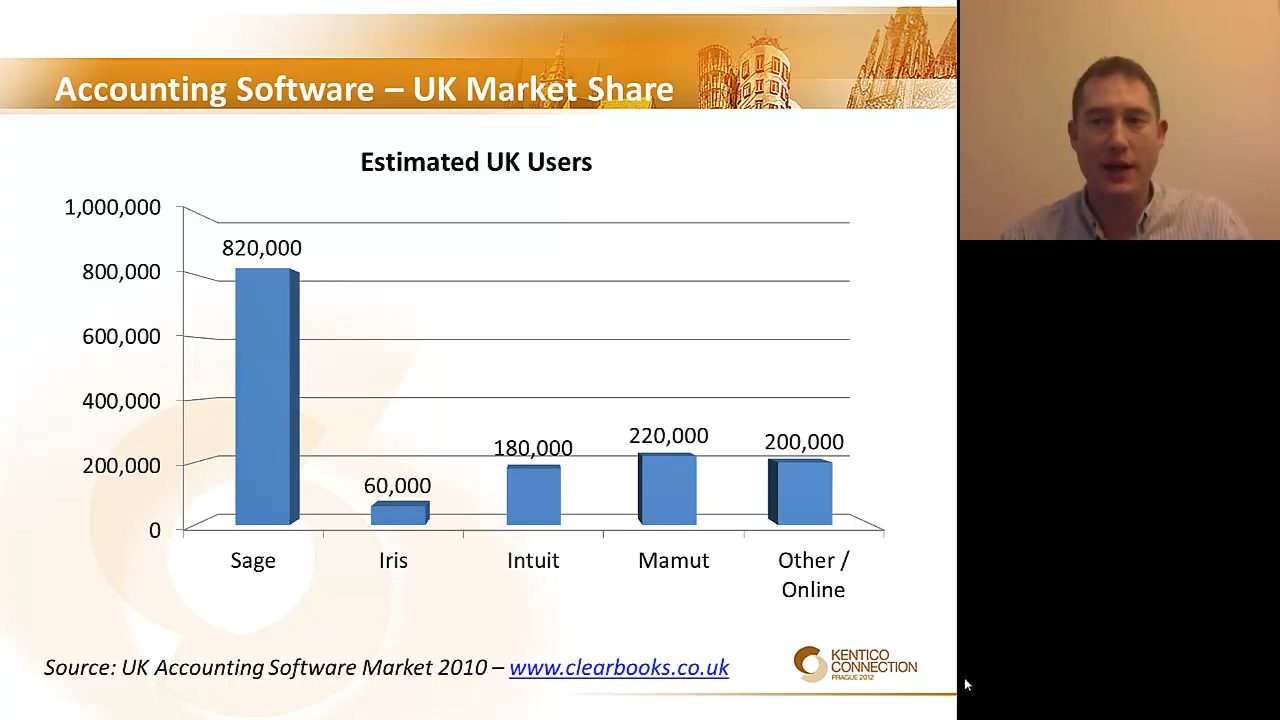 Accounting Software – UK Market Share
Estimated UK Users
1,000,000
800,000
600,000
400,000
200,000
0
820,000
60,000
180,000
220,000
200,000
Sage
Iris
Intuit
Mamut
Other /
Online
Source: UK Accounting Software Market 2010 – www.clearbooks.co.uk
KENTICO
CONNECTION
PRAGUE 2012